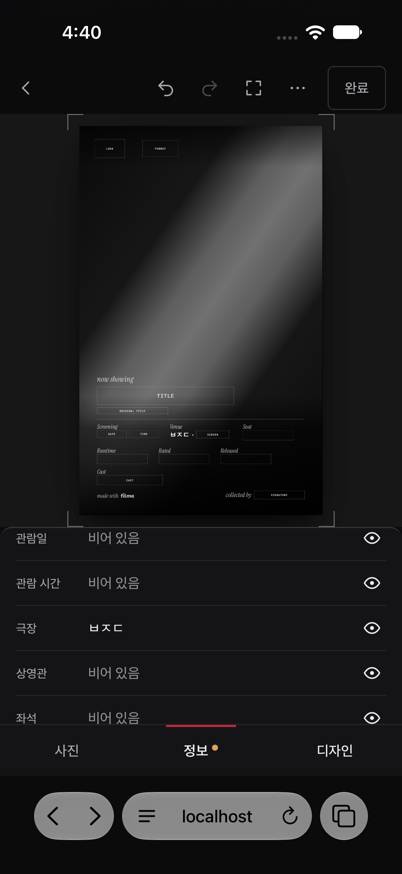 4:40
완료
LOGO
FORMAT
now showing
TITLE
ORIGINAL TITLE
Screening
Venue
Seat
DATE
TIME
ㅂㅈㄷ •
SCREEN
Runtime
Rated
Released
Cast
CAST
made with filmo
collected by
SIGNATURE
관람일 비어 있음
관람 시간 비어 있음
극장 ㅂㅈㄷ
상영관 비어 있음
좌석 비어 있음
사진 정보 디자인
localhost